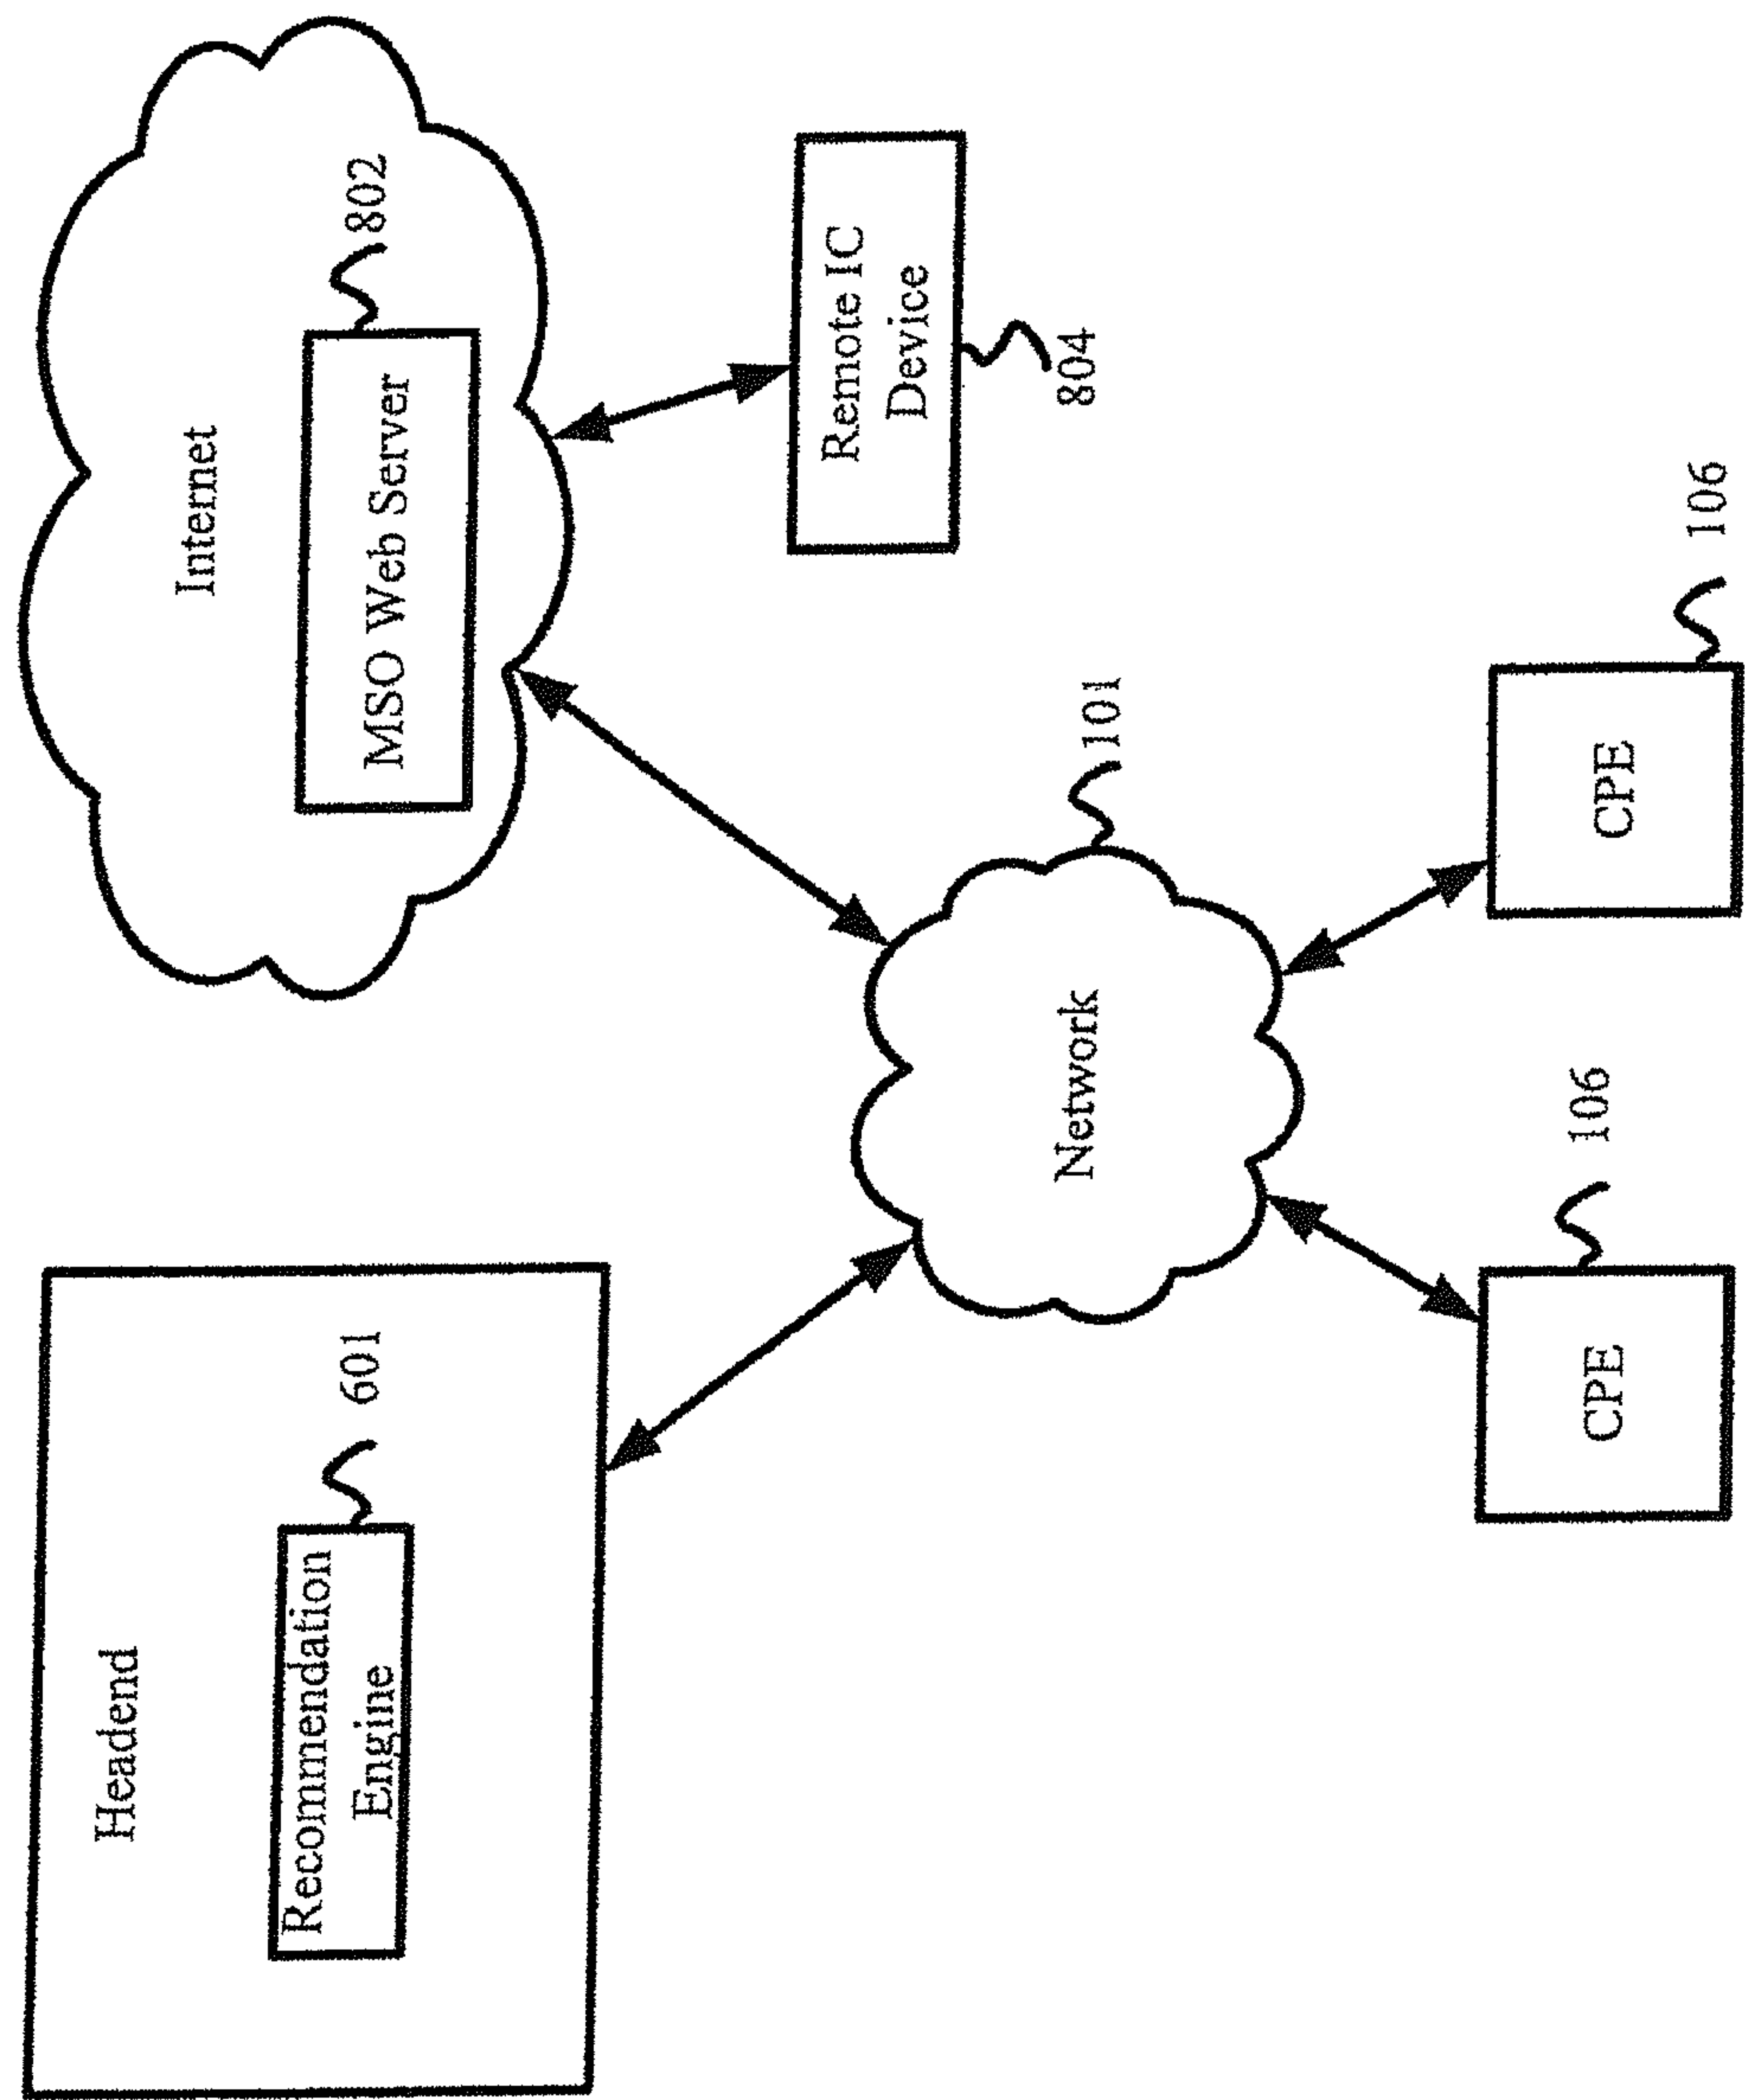 Headend
Recommendation
Engine
601
Internet
MSO Web Server
802
Remote IC
Device
804
Network
101
CPE
106
CPE
106